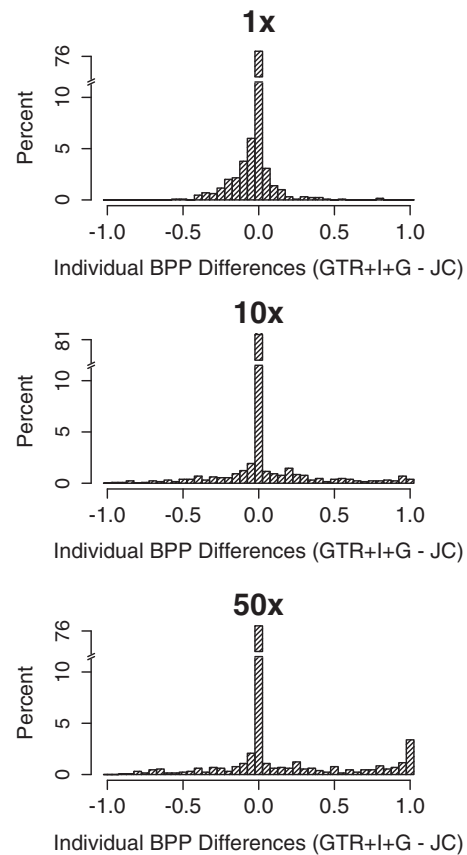 1x
76
10
5
0
Percent
-1.0 -0.5 0.0 0.5 1.0
Individual BPP Differences (GTR+I+G - JC)
10x
81
10
5
0
Percent
-1.0 -0.5 0.0 0.5 1.0
Individual BPP Differences (GTR+I+G - JC)
50x
76
10
5
0
Percent
-1.0 -0.5 0.0 0.5 1.0
Individual BPP Differences (GTR+I+G - JC)